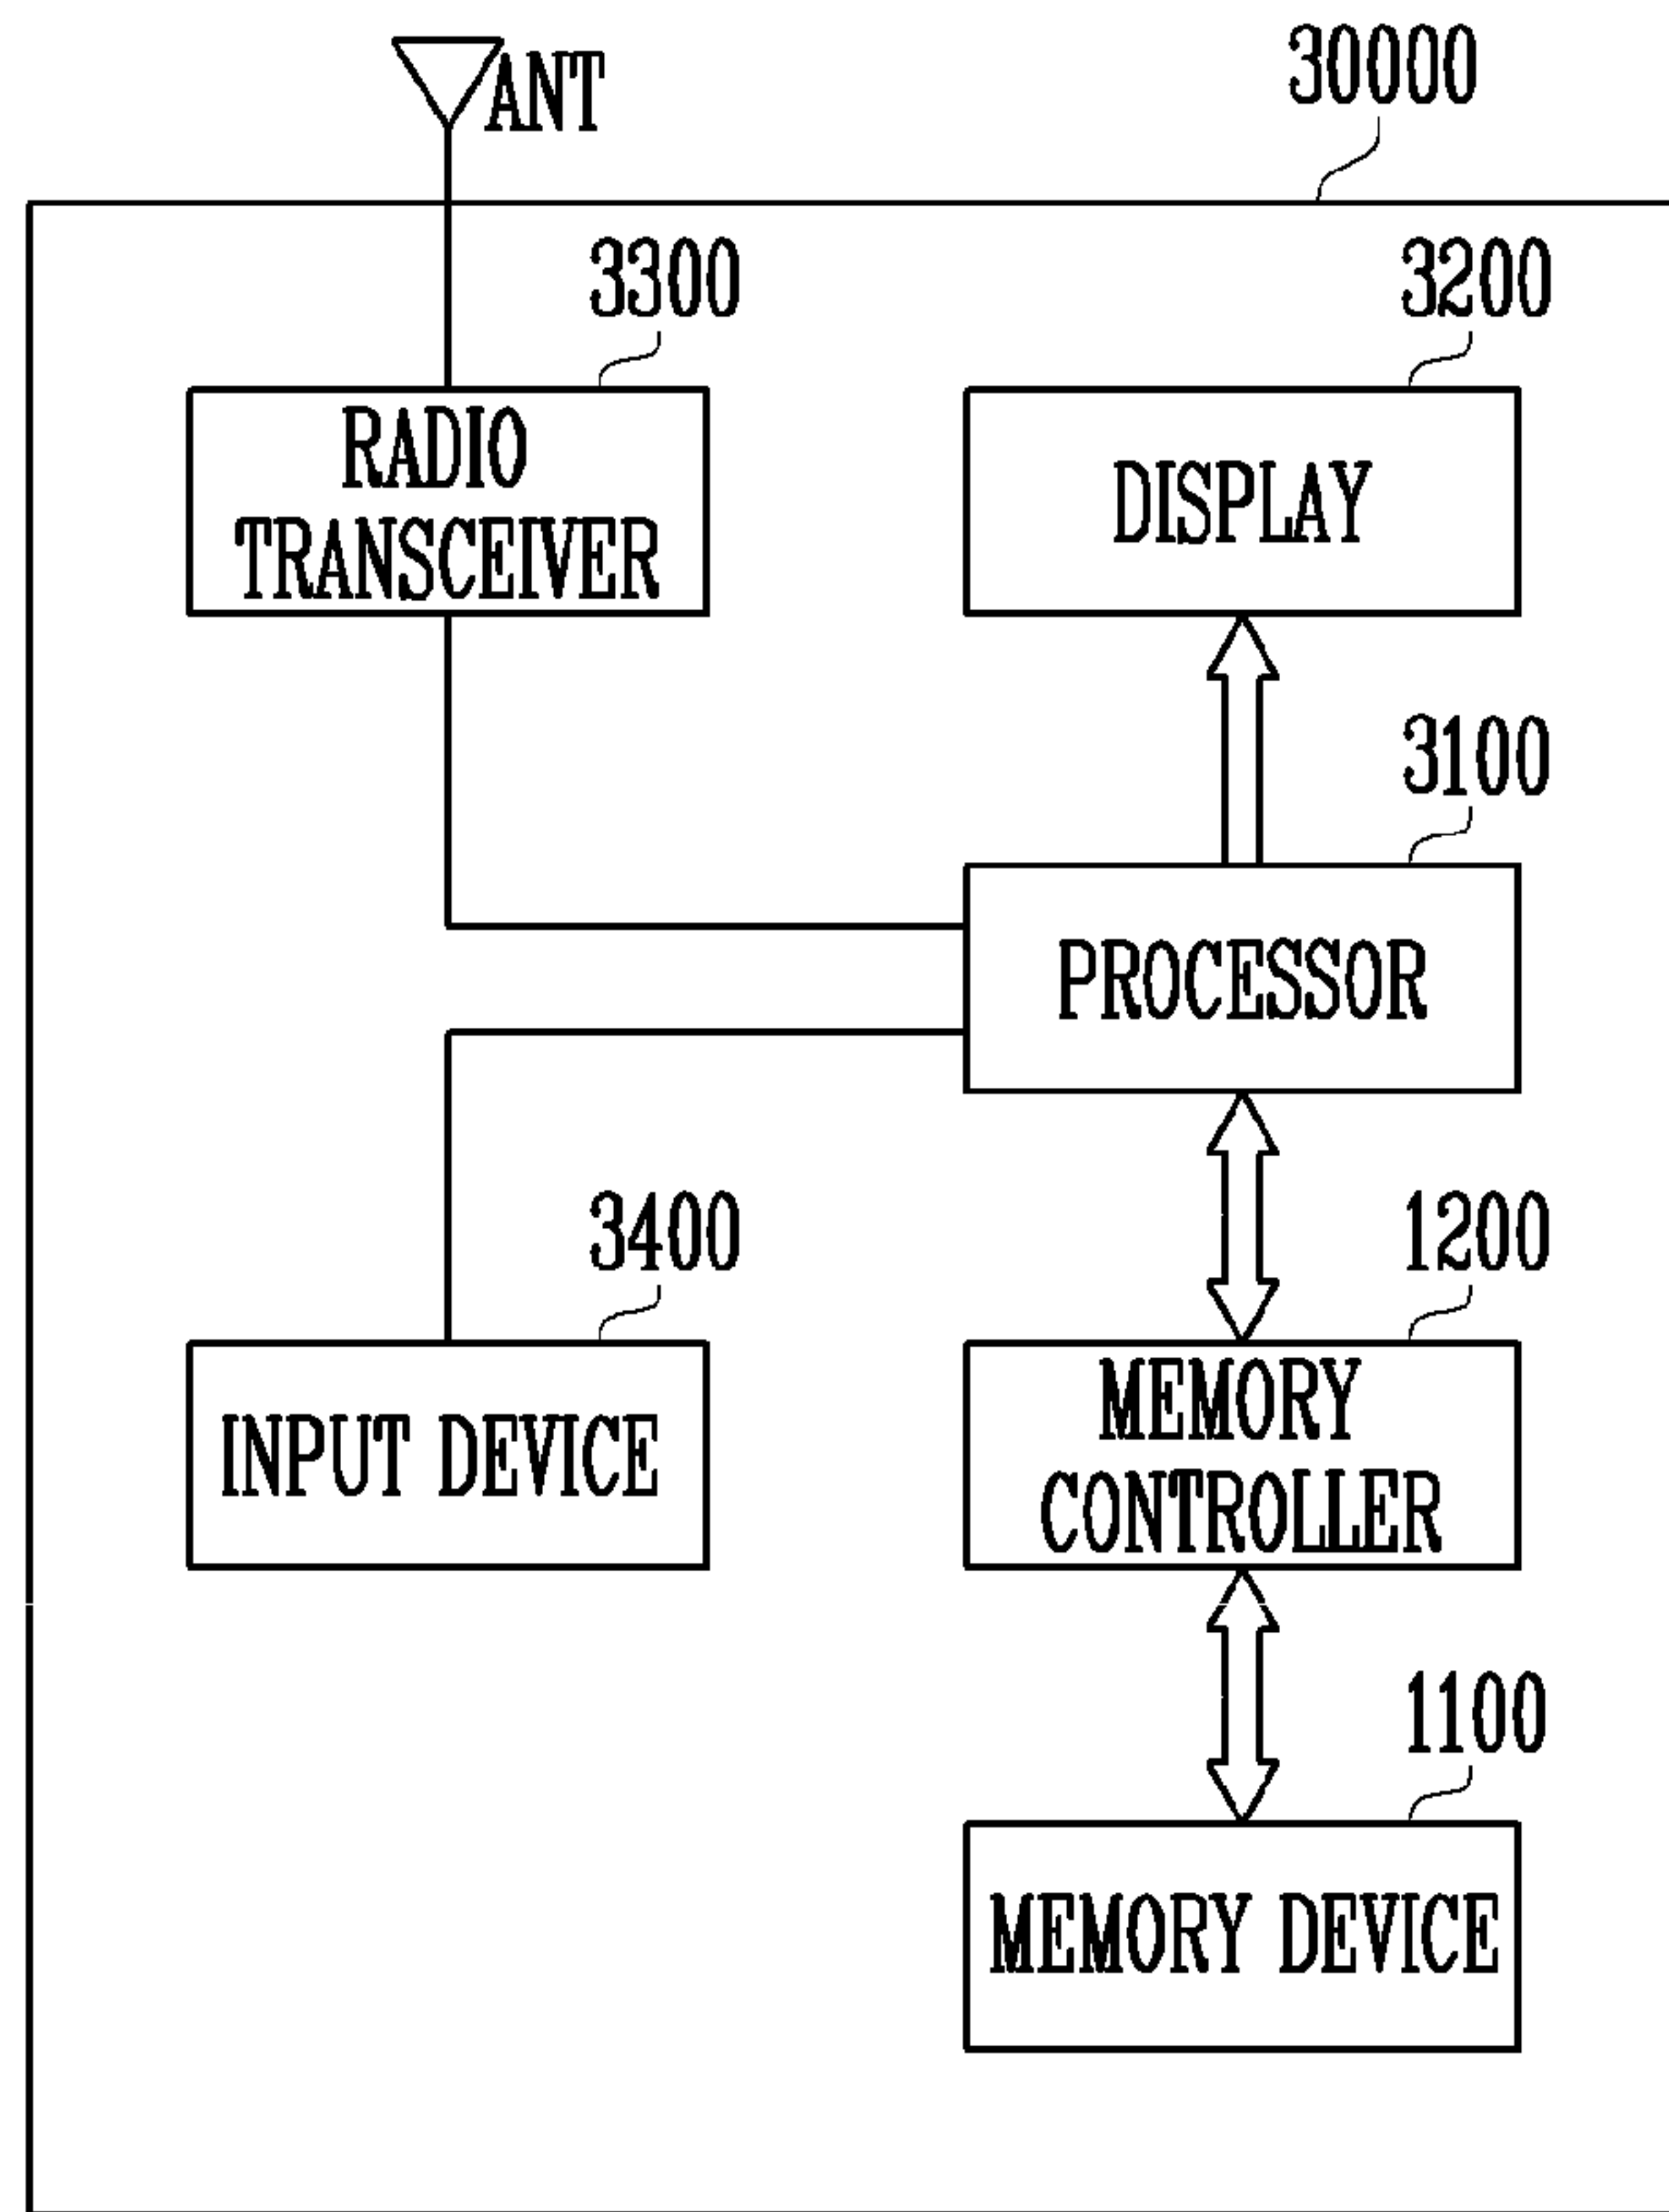 ANT
30000
3300
3200
RADIO
TRANSCEIVER
DISPLAY
3100
PROCESSOR
3400
1200
INPUT DEVICE
MEMORY
CONTROLLER
1100
MEMORY DEVICE